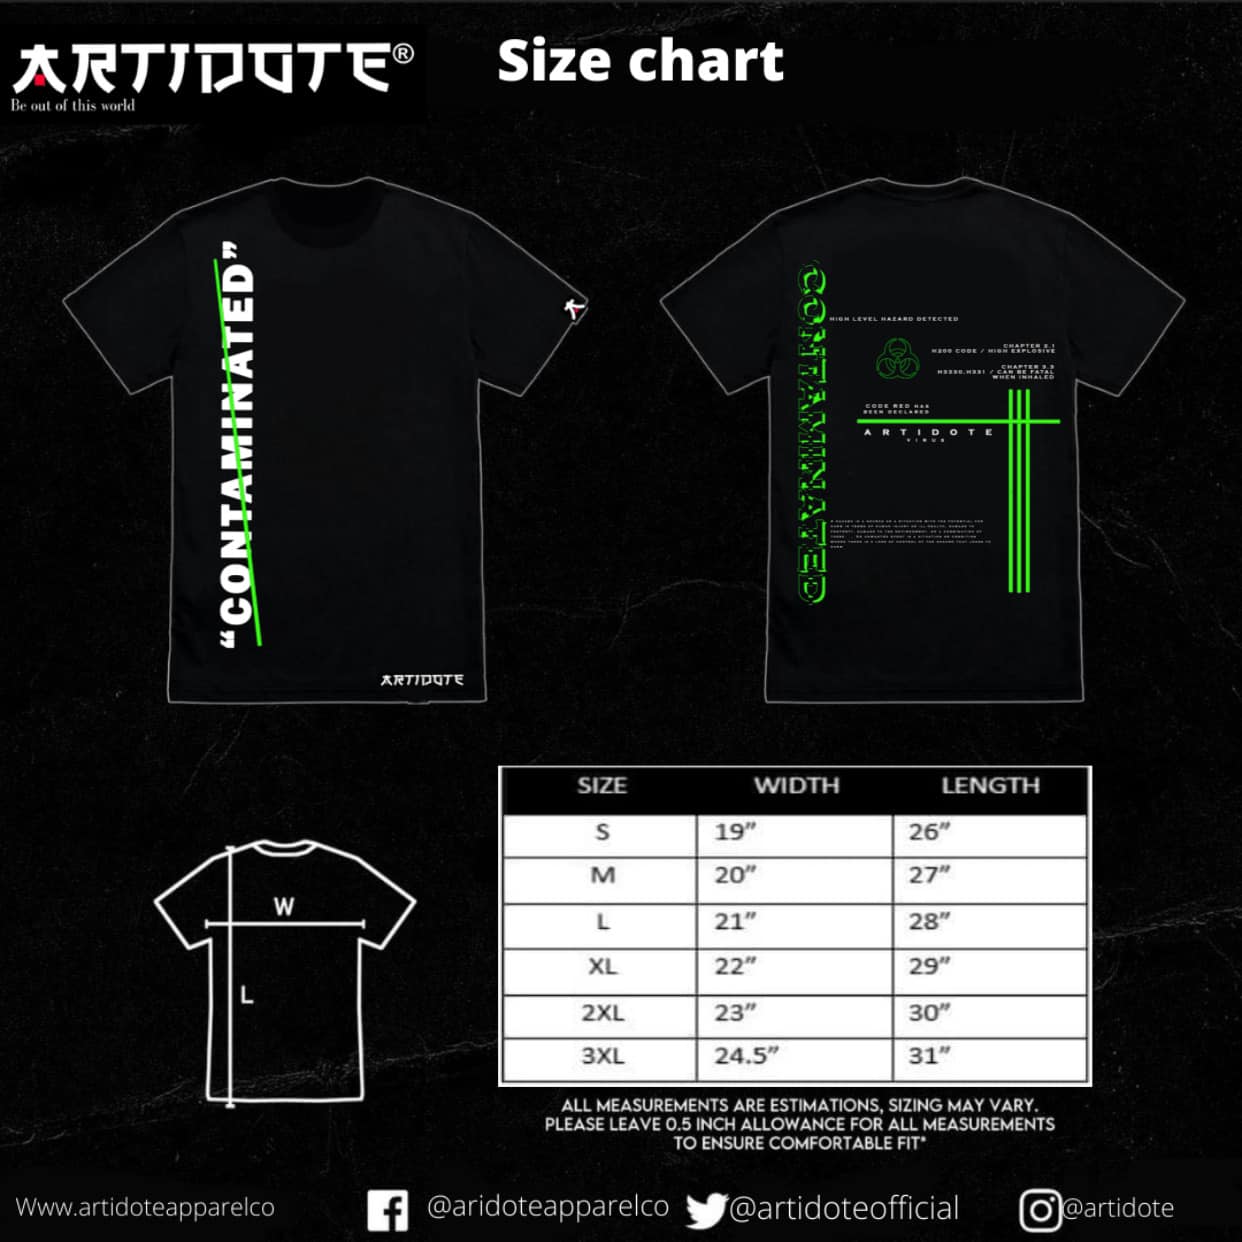 ARTIDOTE®
Be out of this world
Size chart
"CONTAMINATED"
ARTIDOTE
CONTAMINATED
HIGH LEVEL HAZARD DETECTED
CHAPTER 2.1
H200 CODE / HIGH EXPLOSIVE
CHAPTER 3.3
H3330.H331 / CAN BE FATAL
WHEN INHALED
CODE RED HAS
BEEN DECLARED
ARTIDOTE
VIRUS
W
L
SIZE WIDTH LENGTH
S 19" 26"
M 20" 27"
L 21" 28"
XL 22" 29"
2XL 23" 30"
3XL 24.5" 31"
ALL MEASUREMENTS ARE ESTIMATIONS, SIZING MAY VARY.
PLEASE LEAVE 0.5 INCH ALLOWANCE FOR ALL MEASUREMENTS
TO ENSURE COMFORTABLE FIT*
Www.artidoteapparelco
@aridoteapparelco
@artidoteofficial
@artidote